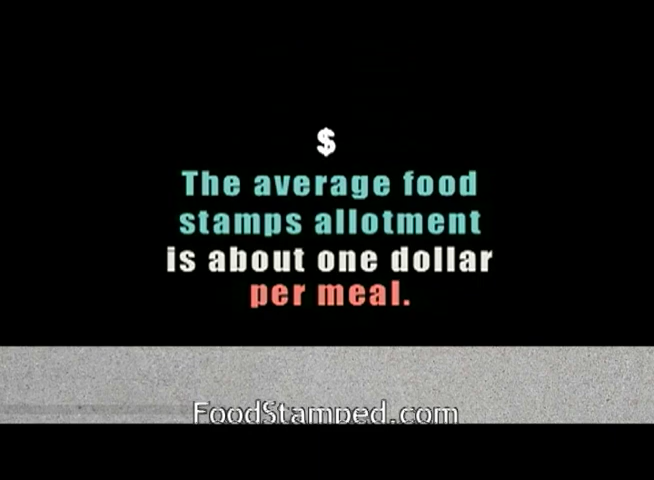 $
The average food
stamps allotment
is about one dollar
per meal.
FoodStamped.com